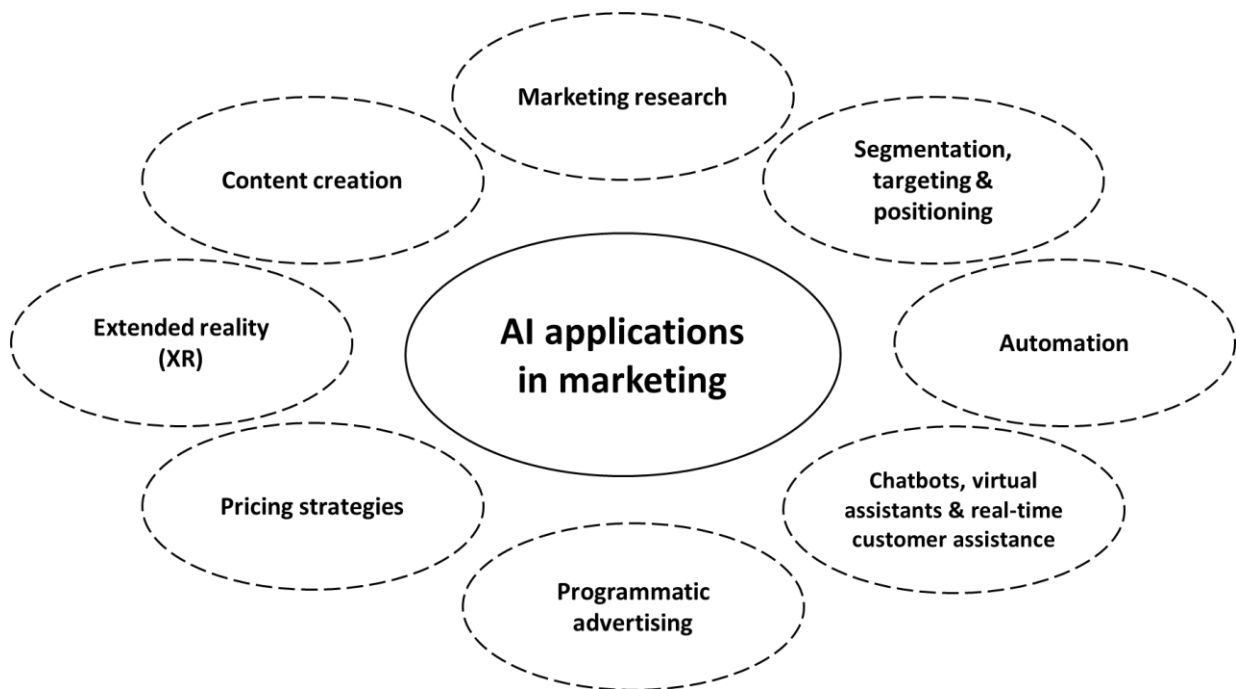 Marketing research
Content creation
Segmentation,
targeting &
positioning
Extended reality
(XR)
AI applications
in marketing
Automation
Pricing strategies
Chatbots, virtual
assistants & real-time
customer assistance
Programmatic
advertising